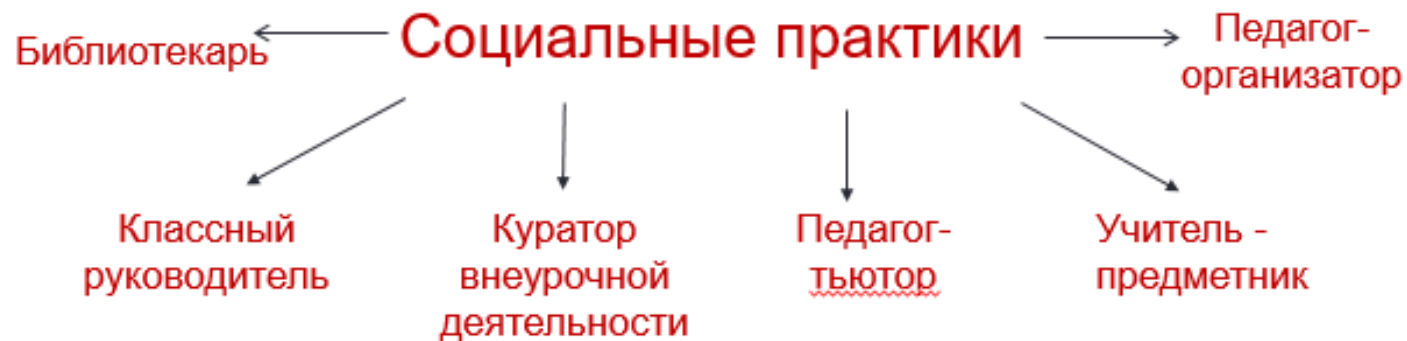 Социальные практики
Библиотекарь
Педагог-
организатор
Классный
руководитель
Куратор
внеурочной
деятельности
Педагог-
тьютор
Учитель -
предметник